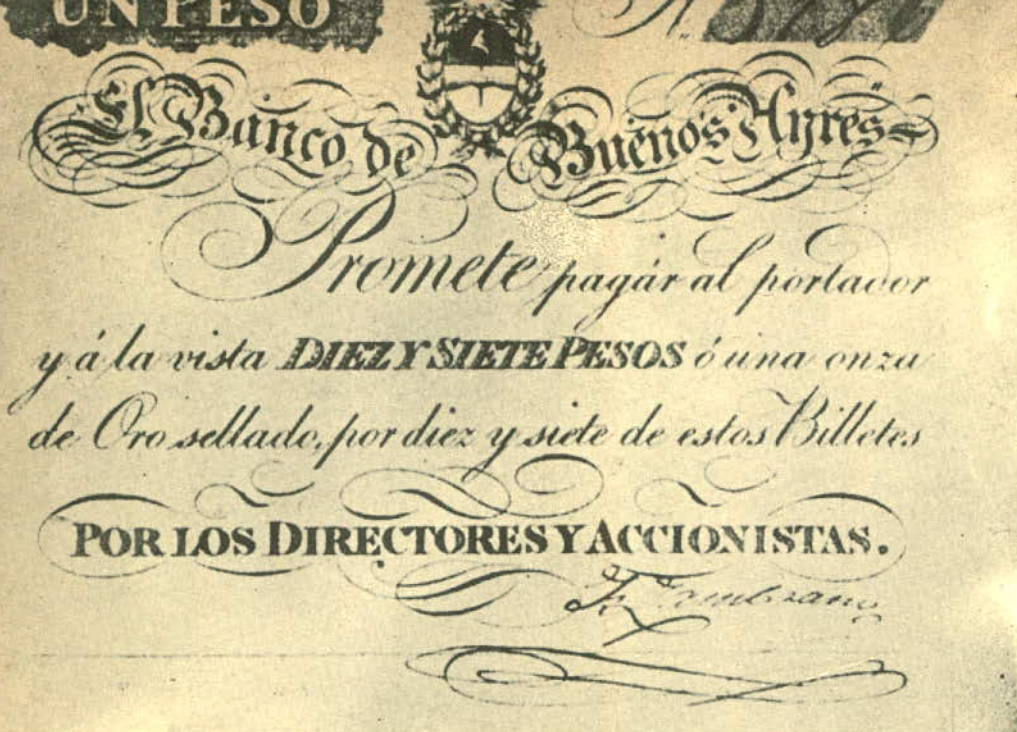 UN PESO
El Banco de Buenos Ayres
Promete pagár al portador
y á la vista DIEZ Y SIETE PESOS ó una onza
de Oro sellado, por diez y siete de estos Billetes
POR LOS DIRECTORES Y ACCIONISTAS.